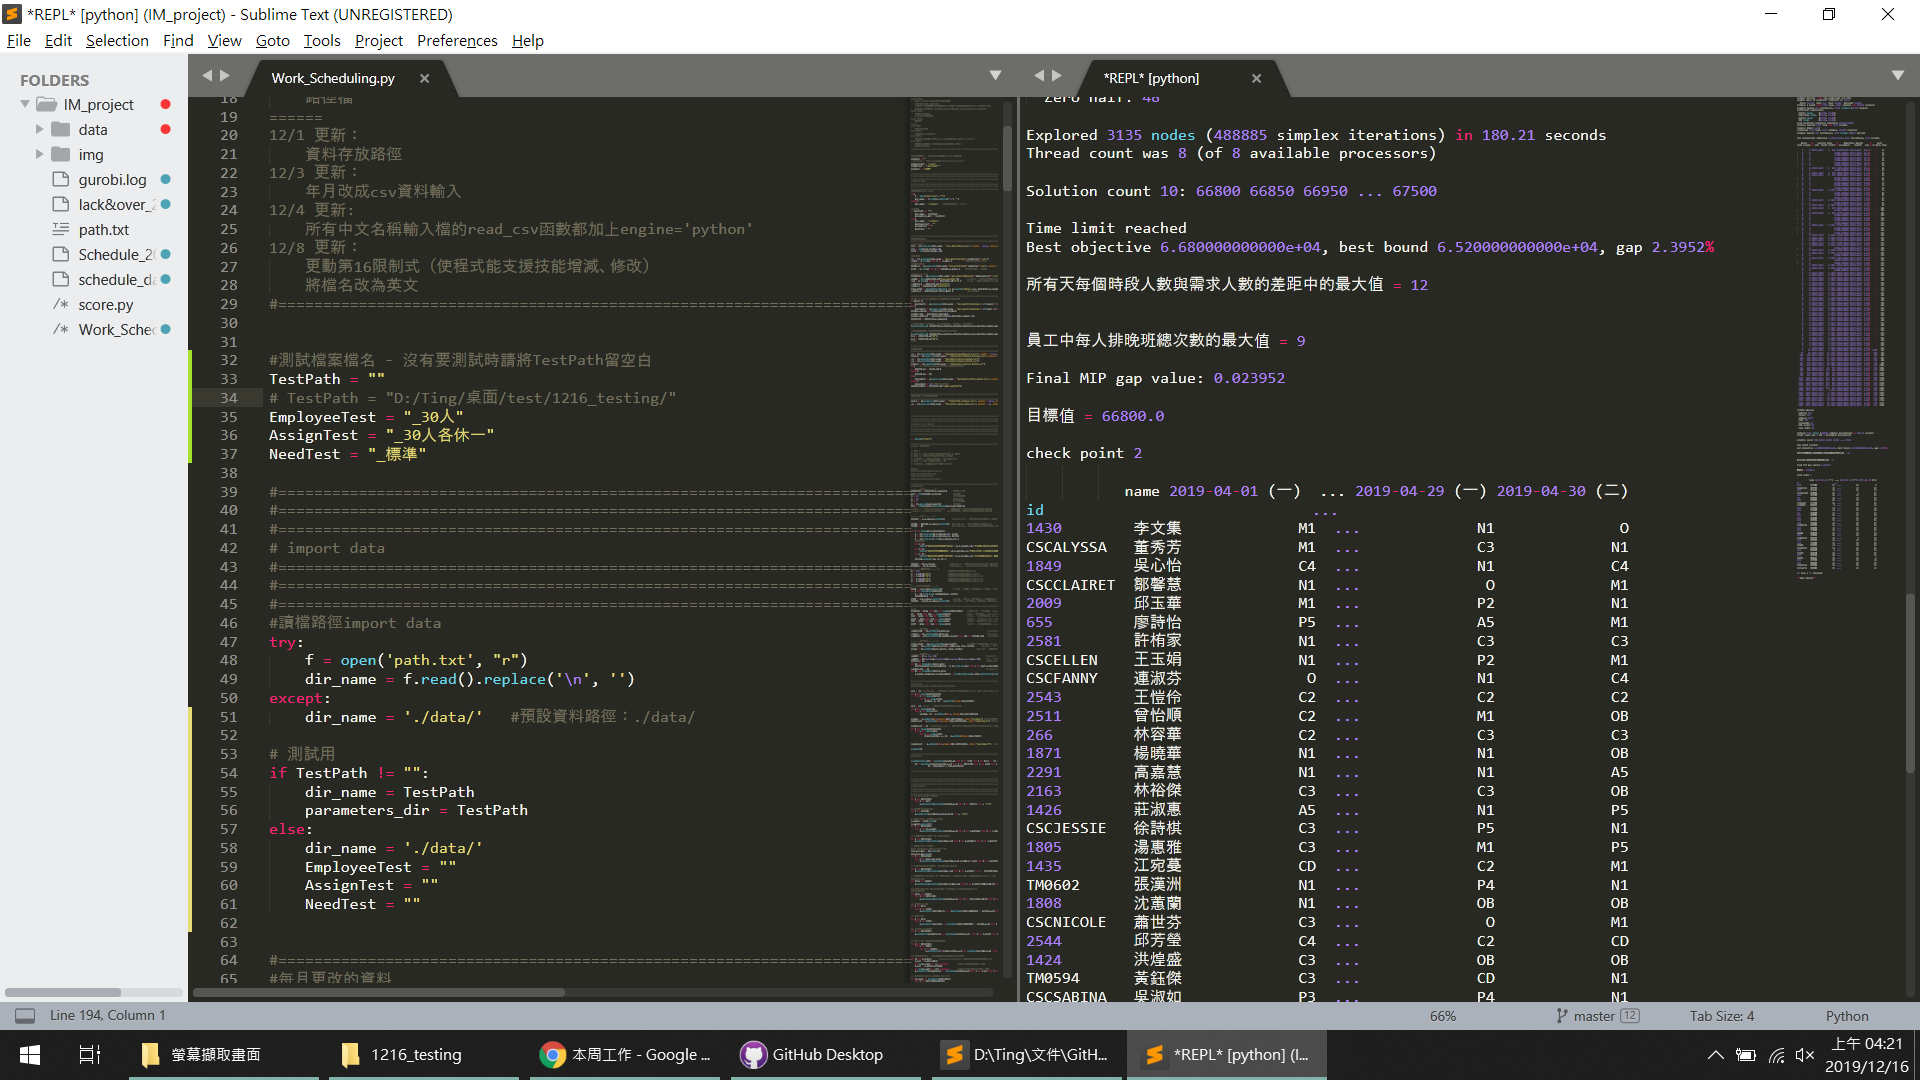 *REPL* [python] (IM_project) - Sublime Text (UNREGISTERED)
File Edit Selection Find View Goto Tools Project Preferences Help
FOLDERS
IM_project
data
img
gurobi.log
lack&over_2
path.txt
Schedule_20
schedule_da
score.py
Work_Sched
Work_Scheduling.py
18 路徑檔
19 ======
20 12/1 更新：
21 資料存放路徑
22 12/3 更新：
23 年月改成csv資料輸入
24 12/4 更新:
25 所有中文名稱輸入檔的read_csv函數都加上engine='python'
26 12/8 更新：
27 更動第16限制式 (使程式能支援技能增減、修改)
28 將檔名改為英文
29 #=======================================================================
30
31
32 #測試檔案檔名 - 沒有要測試時請將TestPath留空白
33 TestPath = ""
34 # TestPath = "D:/Ting/桌面/test/1216_testing/"
35 EmployeeTest = "_30人"
36 AssignTest = "_30人各休一"
37 NeedTest = "_標準"
38
39 #=======================================================================
40 #=======================================================================
41 #=======================================================================
42 # import data
43 #=======================================================================
44 #=======================================================================
45 #=======================================================================
46 #讀檔路徑import data
47 try:
48 f = open('path.txt', "r")
49 dir_name = f.read().replace('\n', '')
50 except:
51 dir_name = './data/'   #預設資料路徑：./data/
52
53 # 測試用
54 if TestPath != "":
55 dir_name = TestPath
56 parameters_dir = TestPath
57 else:
58 dir_name = './data/'
59 EmployeeTest = ""
60 AssignTest = ""
61 NeedTest = ""
62
63
64 #=======================================================================
65 #每月更改的資料
*REPL* [python]
Zero half: 48
Explored 3135 nodes (488885 simplex iterations) in 180.21 seconds
Thread count was 8 (of 8 available processors)
Solution count 10: 66800 66850 66950 ... 67500
Time limit reached
Best objective 6.680000000000e+04, best bound 6.520000000000e+04, gap 2.3952%
所有天每個時段人數與需求人數的差距中的最大值 = 12
員工中每人排晚班總次數的最大值 = 9
Final MIP gap value: 0.023952
目標值 = 66800.0
check point 2
name 2019-04-01 (一) ... 2019-04-29 (一) 2019-04-30 (二)
id ...
1430 李文集 M1 ... N1 O
CSCALYSSA 董秀芳 M1 ... C3 N1
1849 吳心怡 C4 ... N1 C4
CSCCLAIRET 鄒馨慧 N1 ... O M1
2009 邱玉華 M1 ... P2 N1
655 廖詩怡 P5 ... A5 M1
2581 許侑家 N1 ... C3 C3
CSCELLEN 王玉娟 N1 ... P2 M1
CSCFANNY 連淑芬 O ... N1 C4
2543 王愷伶 C2 ... C2 C2
2511 曾怡順 C2 ... M1 OB
266 林容華 C2 ... C3 C3
1871 楊曉華 N1 ... N1 OB
2291 高嘉慧 N1 ... N1 A5
2163 林裕傑 C3 ... C3 OB
1426 莊淑惠 A5 ... N1 P5
CSCJESSIE 徐詩棋 C3 ... P5 N1
1805 湯惠雅 C3 ... M1 P5
1435 江宛蔓 CD ... C2 M1
TM0602 張漢洲 N1 ... P4 N1
1808 沈蕙蘭 N1 ... OB OB
CSCNICOLE 蕭世芬 C3 ... O M1
2544 邱芳瑩 C4 ... C2 CD
1424 洪煌盛 C3 ... OB OB
TM0594 黃鈺傑 C3 ... CD N1
CSCSABINA 吳淑如 P3 ... P4 N1
Line 194, Column 1
66%
master 12
Tab Size: 4
Python
螢幕擷取畫面
1216_testing
本周工作 - Google ...
GitHub Desktop
D:\Ting\文件\GitH...
*REPL* [python] (I...
上午 04:21
2019/12/16